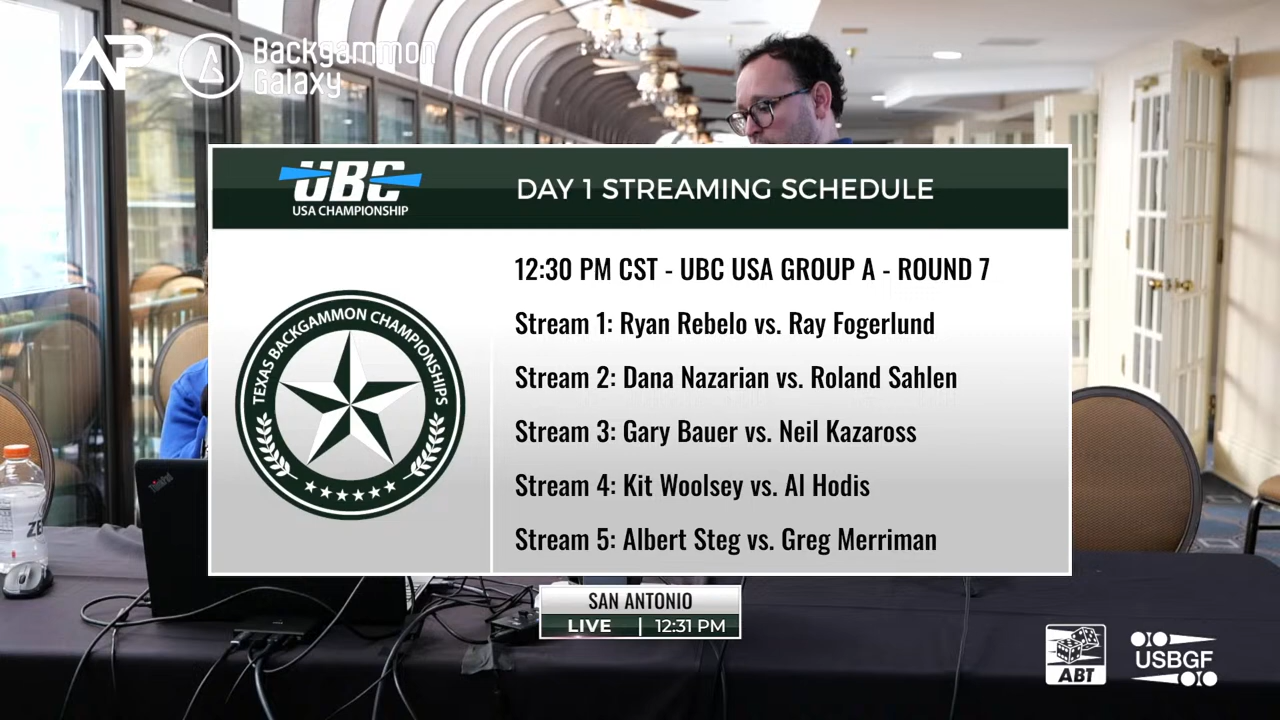 AP
Backgammon
Galaxy
UBC
USA CHAMPIONSHIP
DAY 1 STREAMING SCHEDULE
12:30 PM CST - UBC USA GROUP A - ROUND 7
TEXAS BACKGAMMON CHAMPIONSHIPS
Stream 1: Ryan Rebelo vs. Ray Fogerlund
Stream 2: Dana Nazarian vs. Roland Sahlen
Stream 3: Gary Bauer vs. Neil Kazaross
Stream 4: Kit Woolsey vs. Al Hodis
Stream 5: Albert Steg vs. Greg Merriman
ThinkPad
ZE
SAN ANTONIO
LIVE | 12:31 PM
ABT
USBGF